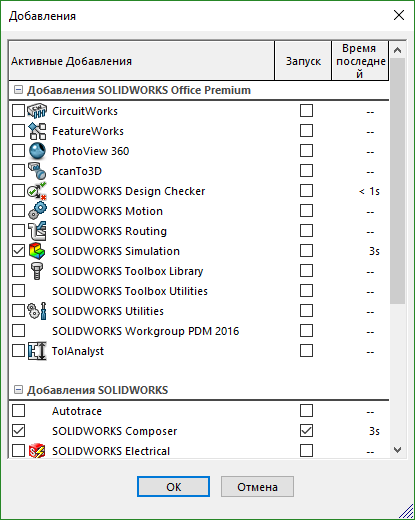 Добавления
Активные Добавления Запуск Время последней
Добавления SOLIDWORKS Office Premium
CircuitWorks --
FeatureWorks --
PhotoView 360 --
ScanTo3D --
SOLIDWORKS Design Checker < 1s
SOLIDWORKS Motion --
SOLIDWORKS Routing --
SOLIDWORKS Simulation 3s
SOLIDWORKS Toolbox Library --
SOLIDWORKS Toolbox Utilities --
SOLIDWORKS Utilities --
SOLIDWORKS Workgroup PDM 2016 --
TolAnalyst --
Добавления SOLIDWORKS
Autotrace --
SOLIDWORKS Composer 3s
SOLIDWORKS Electrical --
OK Отмена